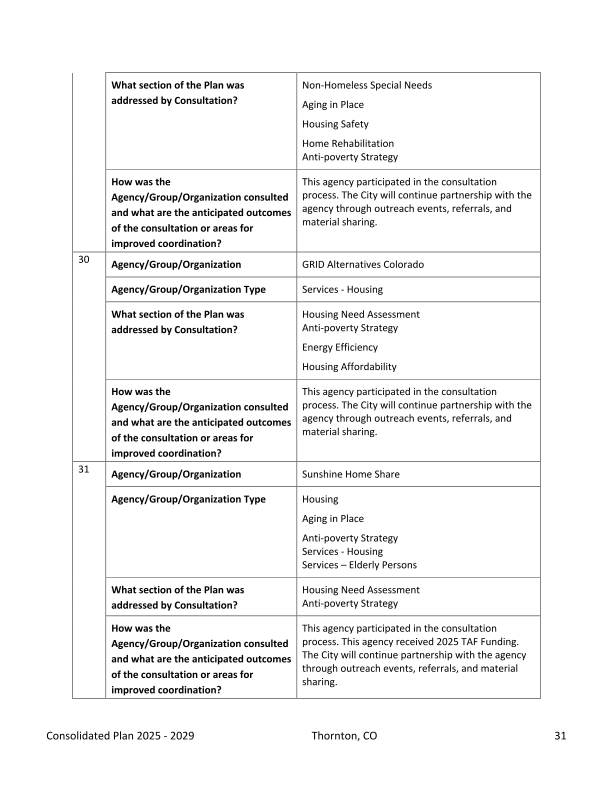 What section of the Plan was
addressed by Consultation?
Non-Homeless Special Needs
Aging in Place
Housing Safety
Home Rehabilitation
Anti-poverty Strategy
How was the
Agency/Group/Organization consulted
and what are the anticipated outcomes
of the consultation or areas for
improved coordination?
This agency participated in the consultation
process. The City will continue partnership with the
agency through outreach events, referrals, and
material sharing.
30
Agency/Group/Organization
GRID Alternatives Colorado
Agency/Group/Organization Type
Services - Housing
What section of the Plan was
addressed by Consultation?
Housing Need Assessment
Anti-poverty Strategy
Energy Efficiency
Housing Affordability
How was the
Agency/Group/Organization consulted
and what are the anticipated outcomes
of the consultation or areas for
improved coordination?
This agency participated in the consultation
process. The City will continue partnership with the
agency through outreach events, referrals, and
material sharing.
31
Agency/Group/Organization
Sunshine Home Share
Agency/Group/Organization Type
Housing
Aging in Place
Anti-poverty Strategy
Services - Housing
Services – Elderly Persons
What section of the Plan was
addressed by Consultation?
Housing Need Assessment
Anti-poverty Strategy
How was the
Agency/Group/Organization consulted
and what are the anticipated outcomes
of the consultation or areas for
improved coordination?
This agency participated in the consultation
process. This agency received 2025 TAF Funding.
The City will continue partnership with the agency
through outreach events, referrals, and material
sharing.
Consolidated Plan 2025 - 2029
Thornton, CO
31